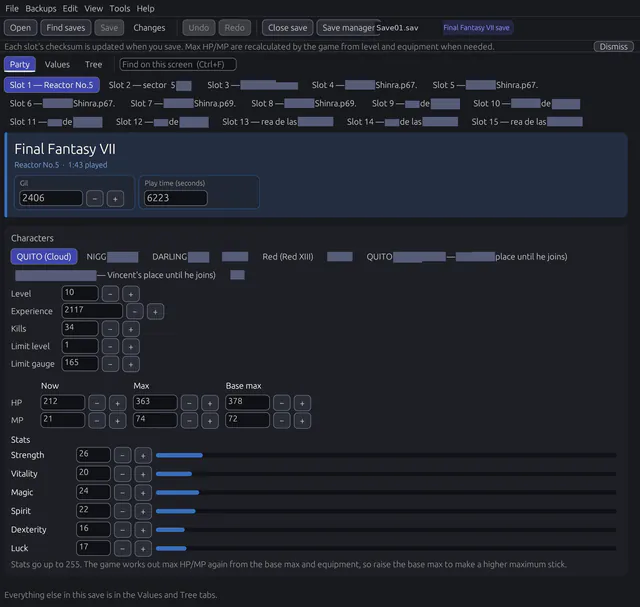 File Backups Edit View Tools Help
Open Find saves Save Changes Undo Redo Close save Save manager Save01.sav Final Fantasy VII save
Each slot's checksum is updated when you save. Max HP/MP are recalculated by the game from level and equipment when needed. Dismiss
Party Values Tree Find on this screen (Ctrl+F)
Slot 1 — Reactor No.5 Slot 2 — sector 5 Slot 3 — Slot 4 — Shinra.p67. Slot 5 — Shinra.p67.
Slot 6 — Shinra.p67. Slot 7 — Shinra.p69. Slot 8 — Shinra.p69. Slot 9 — de Slot 10 — de
Slot 11 — de Slot 12 — de Slot 13 — rea de las Slot 14 — de las Slot 15 — rea de las
Final Fantasy VII
Reactor No.5 · 1:43 played
Gil Play time (seconds)
2406 − + 6223
Characters
QUITO (Cloud) NIGG DARLING Red (Red XIII) QUITO — place until he joins)
— Vincent's place until he joins)
Level 10 − +
Experience 2117 − +
Kills 34 − +
Limit level 1 − +
Limit gauge 165 − +
Now Max Base max
HP 212 − + 363 − + 378 − +
MP 21 − + 74 − + 72 − +
Stats
Strength 26 − +
Vitality 20 − +
Magic 24 − +
Spirit 22 − +
Dexterity 16 − +
Luck 17 − +
Stats go up to 255. The game works out max HP/MP again from the base max and equipment, so raise the base max to make a higher maximum stick.
Everything else in this save is in the Values and Tree tabs.